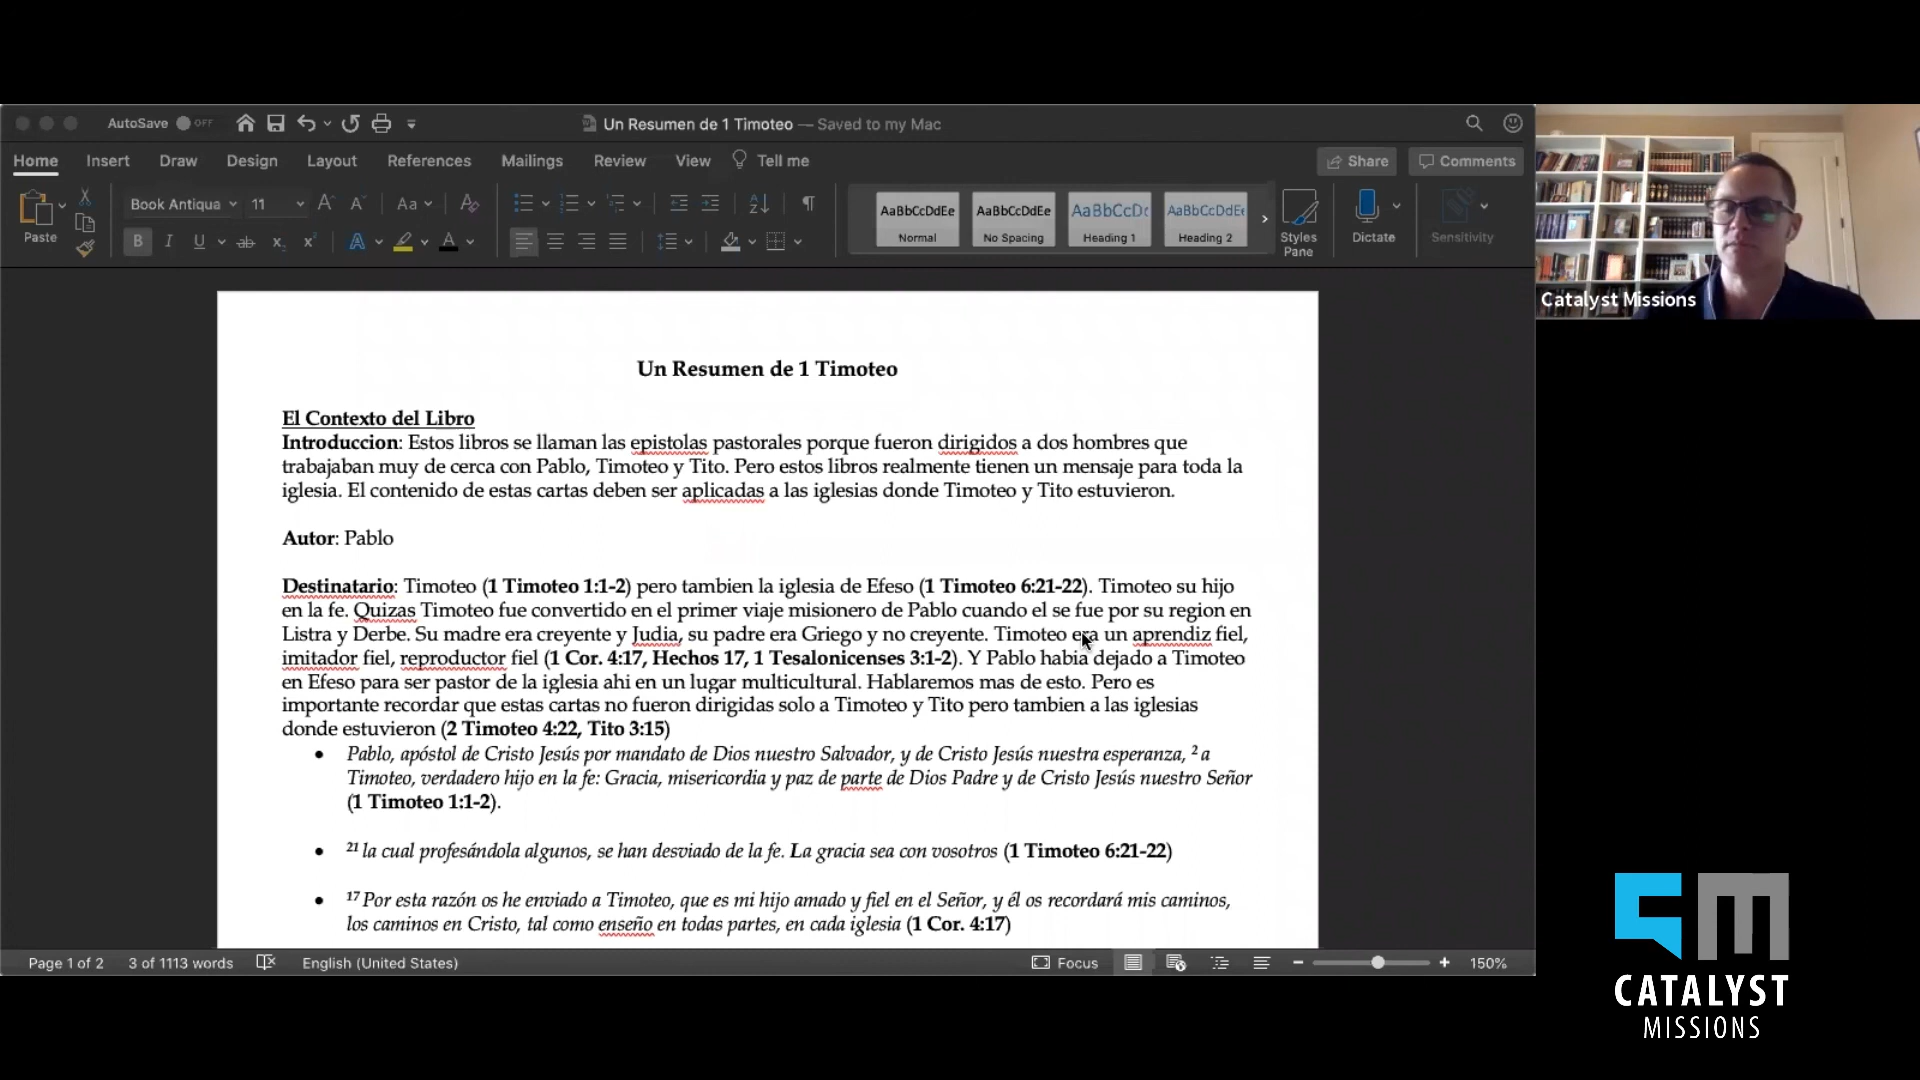 AutoSave OFF
Un Resumen de 1 Timoteo — Saved to my Mac
Home Insert Draw Design Layout References Mailings Review View Tell me
Share Comments
Paste
Book Antiqua 11
Aa
B I U ab x x A A
AaBbCcDdEe AaBbCcDdEe AaBbCcDc AaBbCcDdEe
Normal No Spacing Heading 1 Heading 2
Styles Pane
Dictate
Sensitivity
Catalyst Missions
Un Resumen de 1 Timoteo
El Contexto del Libro
Introduccion: Estos libros se llaman las epistolas pastorales porque fueron dirigidos a dos hombres que
trabajaban muy de cerca con Pablo, Timoteo y Tito. Pero estos libros realmente tienen un mensaje para toda la
iglesia. El contenido de estas cartas deben ser aplicadas a las iglesias donde Timoteo y Tito estuvieron.
Autor: Pablo
Destinatario: Timoteo (1 Timoteo 1:1-2) pero tambien la iglesia de Efeso (1 Timoteo 6:21-22). Timoteo su hijo
en la fe. Quizas Timoteo fue convertido en el primer viaje misionero de Pablo cuando el se fue por su region en
Listra y Derbe. Su madre era creyente y Judia, su padre era Griego y no creyente. Timoteo era un aprendiz fiel,
imitador fiel, reproductor fiel (1 Cor. 4:17, Hechos 17, 1 Tesalonicenses 3:1-2). Y Pablo habia dejado a Timoteo
en Efeso para ser pastor de la iglesia ahi en un lugar multicultural. Hablaremos mas de esto. Pero es
importante recordar que estas cartas no fueron dirigidas solo a Timoteo y Tito pero tambien a las iglesias
donde estuvieron (2 Timoteo 4:22, Tito 3:15)
• Pablo, apóstol de Cristo Jesús por mandato de Dios nuestro Salvador, y de Cristo Jesús nuestra esperanza, 2 a
Timoteo, verdadero hijo en la fe: Gracia, misericordia y paz de parte de Dios Padre y de Cristo Jesús nuestro Señor
(1 Timoteo 1:1-2).
• 21 la cual profesándola algunos, se han desviado de la fe. La gracia sea con vosotros (1 Timoteo 6:21-22)
• 17 Por esta razón os he enviado a Timoteo, que es mi hijo amado y fiel en el Señor, y él os recordará mis caminos,
los caminos en Cristo, tal como enseño en todas partes, en cada iglesia (1 Cor. 4:17)
Page 1 of 2 3 of 1113 words English (United States) Focus 150%
CATALYST
MISSIONS